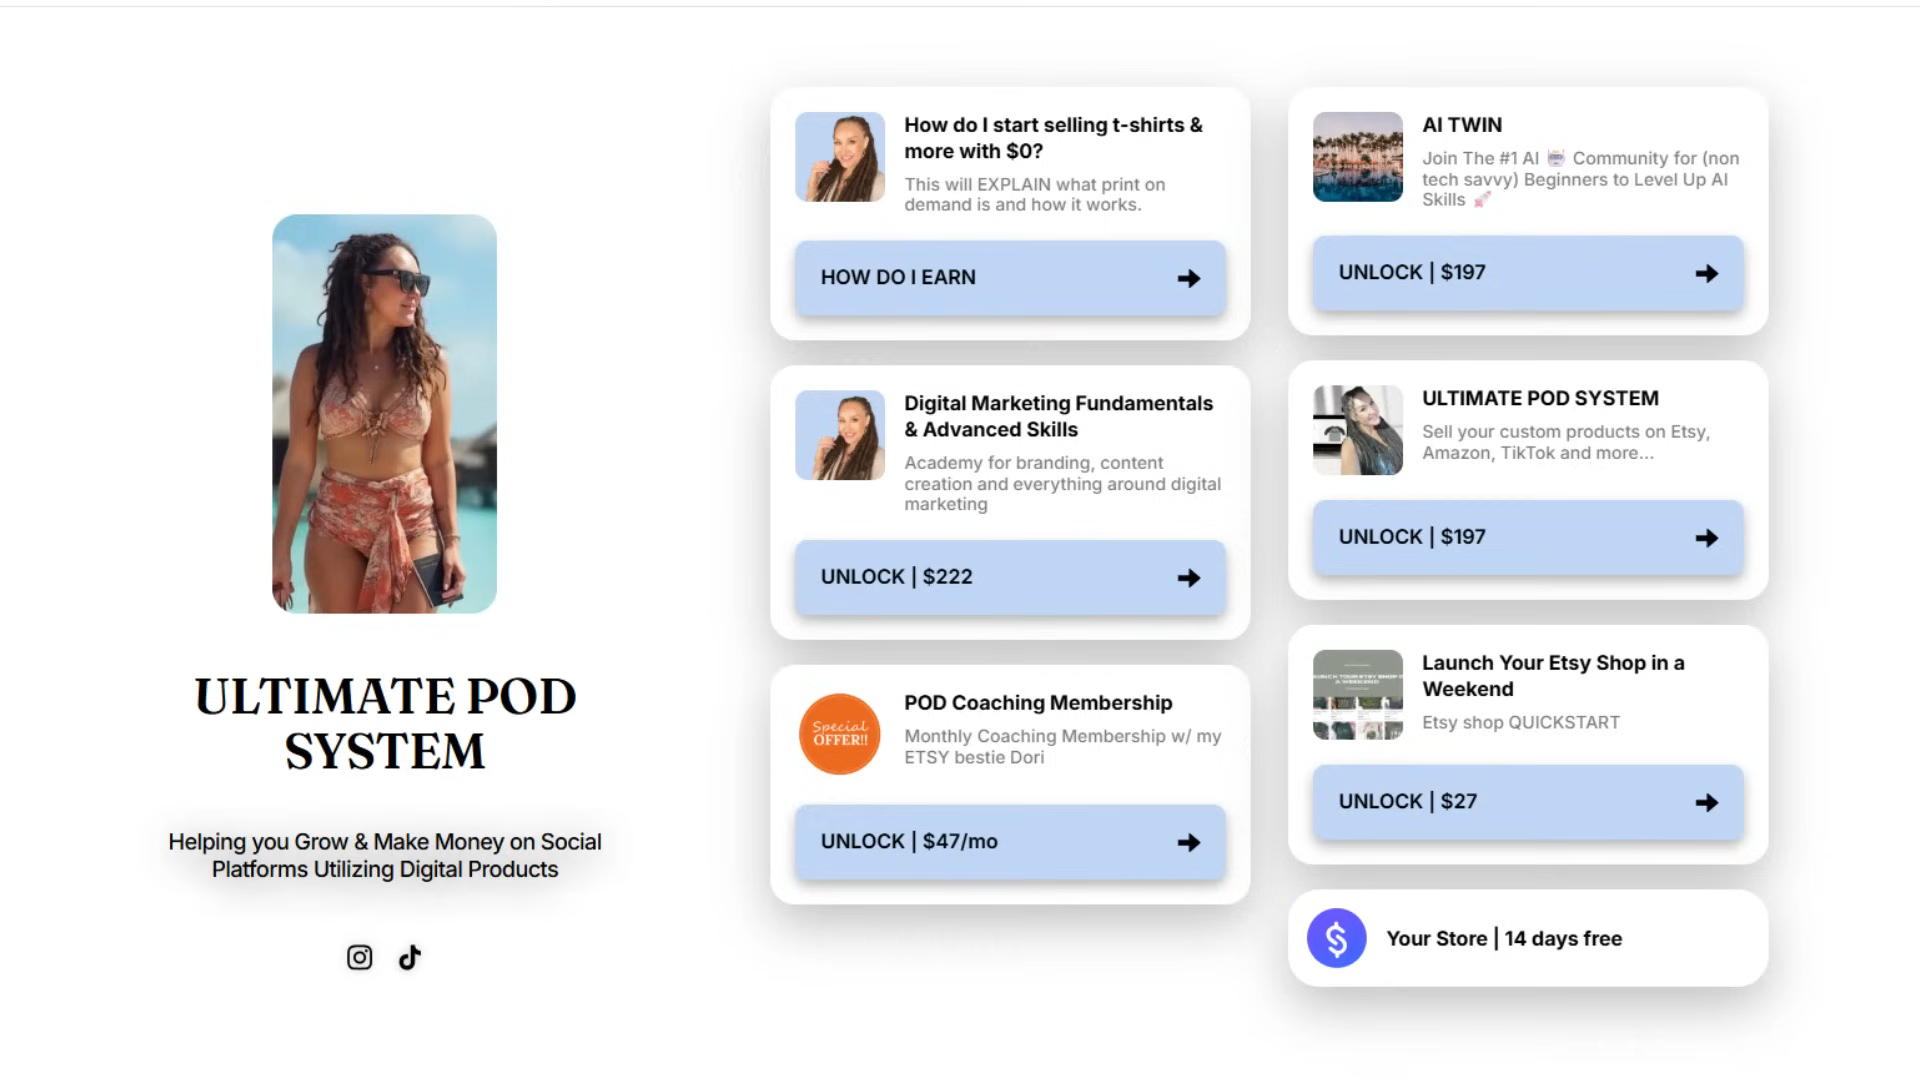 ULTIMATE POD
SYSTEM
Helping you Grow & Make Money on Social
Platforms Utilizing Digital Products
How do I start selling t-shirts &
more with $0?
This will EXPLAIN what print on
demand is and how it works.
HOW DO I EARN
Digital Marketing Fundamentals
& Advanced Skills
Academy for branding, content
creation and everything around digital
marketing
UNLOCK | $222
Special
OFFER!!
POD Coaching Membership
Monthly Coaching Membership w/ my
ETSY bestie Dori
UNLOCK | $47/mo
AI TWIN
Join The #1 AI 🤖 Community for (non
tech savvy) Beginners to Level Up AI
Skills 🚀
UNLOCK | $197
ULTIMATE POD SYSTEM
Sell your custom products on Etsy,
Amazon, TikTok and more...
UNLOCK | $197
Launch Your Etsy Shop in a
Weekend
Etsy shop QUICKSTART
UNLOCK | $27
Your Store | 14 days free